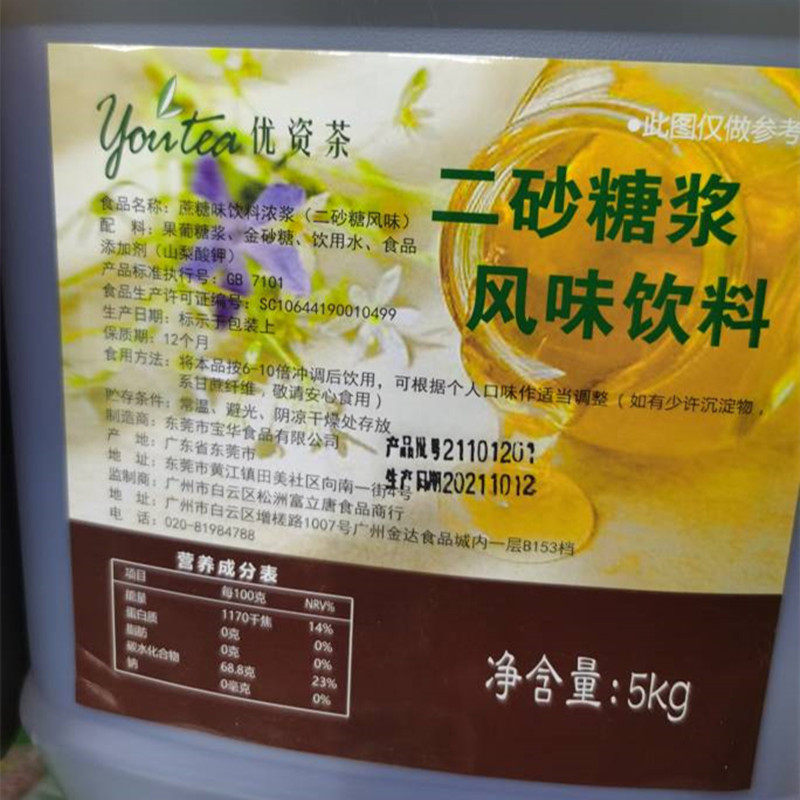 Youtea优资茶
●此图仅做参考
二砂糖浆
风味饮料
食品名称：蔗糖味饮料浓浆（二砂糖风味）
配 料：果葡糖浆、金砂糖、饮用水、食品
添加剂（山梨酸钾）
产品标准执行号：GB 7101
食品生产许可证编号：SC10644190010499
生产日期：标示于包装上
保质期：12个月
食用方法：将本品按6-10倍冲调后饮用，可根据个人口味作适当调整（如有少许沉淀物，
系甘蔗纤维，敬请安心食用）
贮存条件：常温、避光、阴凉干燥处存放
制造商：东莞市宝华食品有限公司
产 地：广东省东莞市
地 址：东莞市黄江镇田美社区向南一街4号
监制商：广州市白云区松洲富立唐食品商行
地 址：广州市白云区增槎路1007号广州金达食品城内一层B153档
电 话：020-81984788
产品批号21101201
生产日期20211012
营养成分表
项目 每100克 NRV%
能量 1170千焦 14%
蛋白质 0克 0%
脂肪 0克 0%
碳水化合物 68.8克 23%
钠 0毫克 0%
净含量:5kg